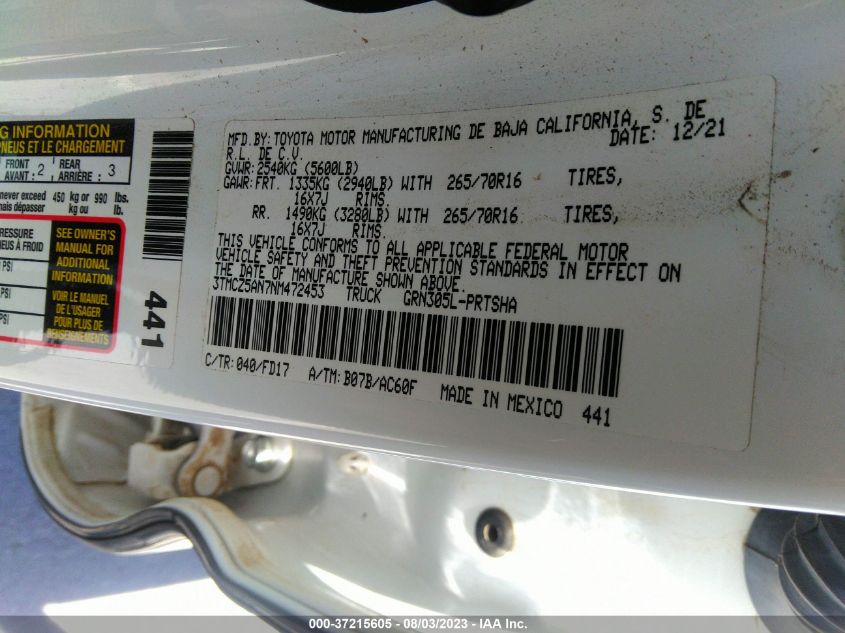 G INFORMATION
PNEUS ET LE CHARGEMENT
FRONT
AVANT: 2
REAR
ARRIÈRE: 3
never exceed 450 kg or 990 lbs.
mais dépasser kg ou lb.
PRESSURE
NEUS À FROID
PSI
PSI
SEE OWNER'S
MANUAL FOR
ADDITIONAL
INFORMATION
VOIR LE MANUEL
DE L'USAGER
POUR PLUS DE
RENSEIGNEMENTS
441
MFD.BY: TOYOTA MOTOR MANUFACTURING DE BAJA CALIFORNIA, S. DE
R.L. DE C.V. DATE: 12/21
GVWR: 2540KG (5600LB)
GAWR: FRT. 1335KG (2940LB) WITH 265/70R16 TIRES,
16X7J RIMS.
RR. 1490KG (3280LB) WITH 265/70R16 TIRES,
16X7J RIMS.
THIS VEHICLE CONFORMS TO ALL APPLICABLE FEDERAL MOTOR
VEHICLE SAFETY AND THEFT PREVENTION STANDARDS IN EFFECT ON
THE DATE OF MANUFACTURE SHOWN ABOVE.
3TMCZ5AN7NM472453 TRUCK GRN305L-PRTSHA
C/TR: 040/FD17 A/TM: B07B/AC60F MADE IN MEXICO 441
000-37215605 - 08/03/2023 - IAA Inc.